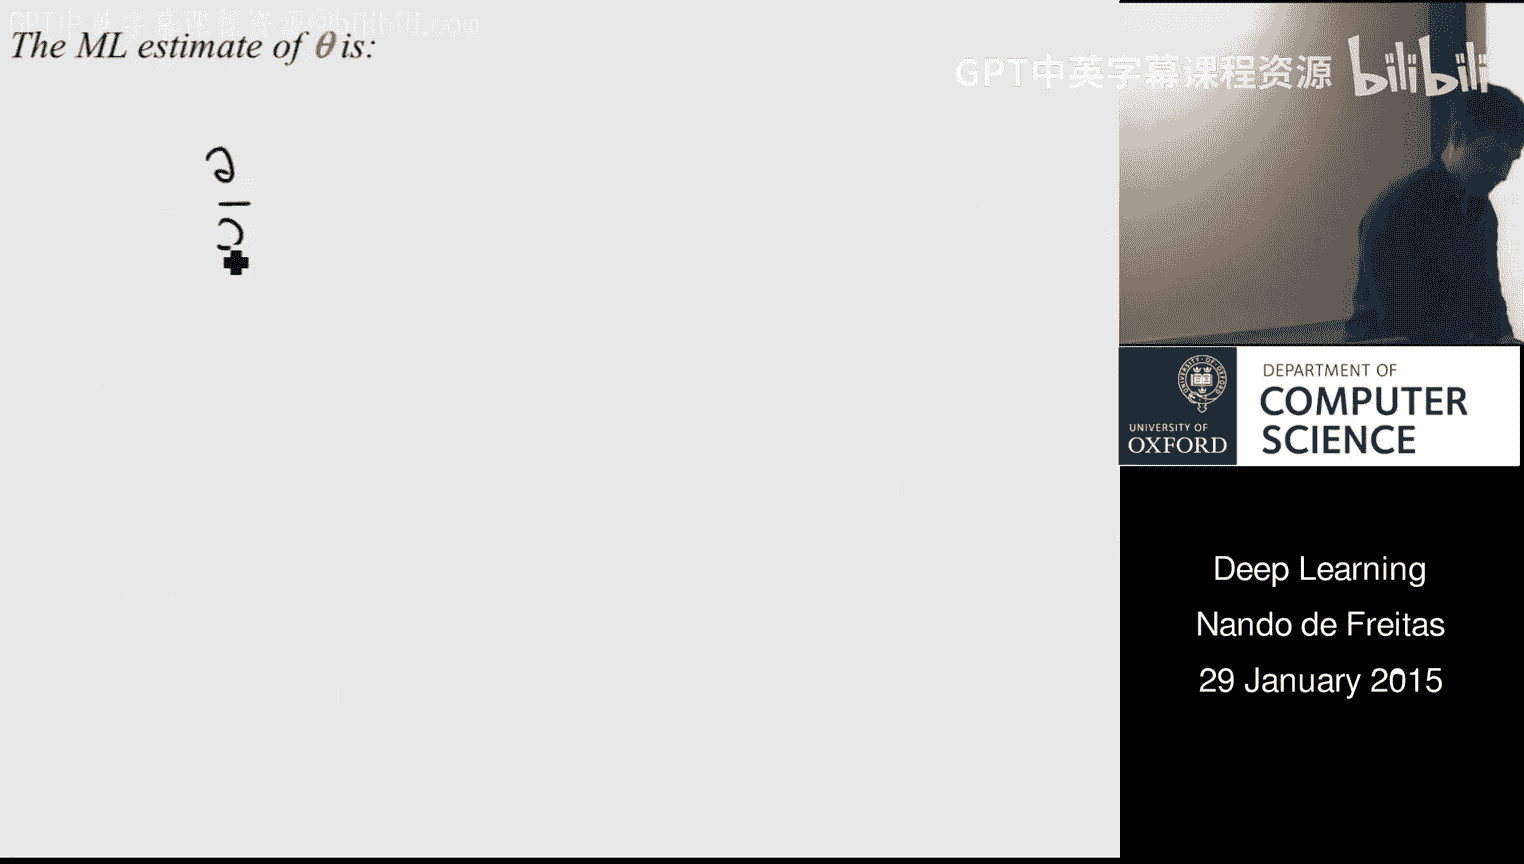 The ML estimate of θ is:
∂
GPT中英字幕课程资源 bilibili
DEPARTMENT OF
COMPUTER
SCIENCE
UNIVERSITY OF
OXFORD
Deep Learning
Nando de Freitas
29 January 2015